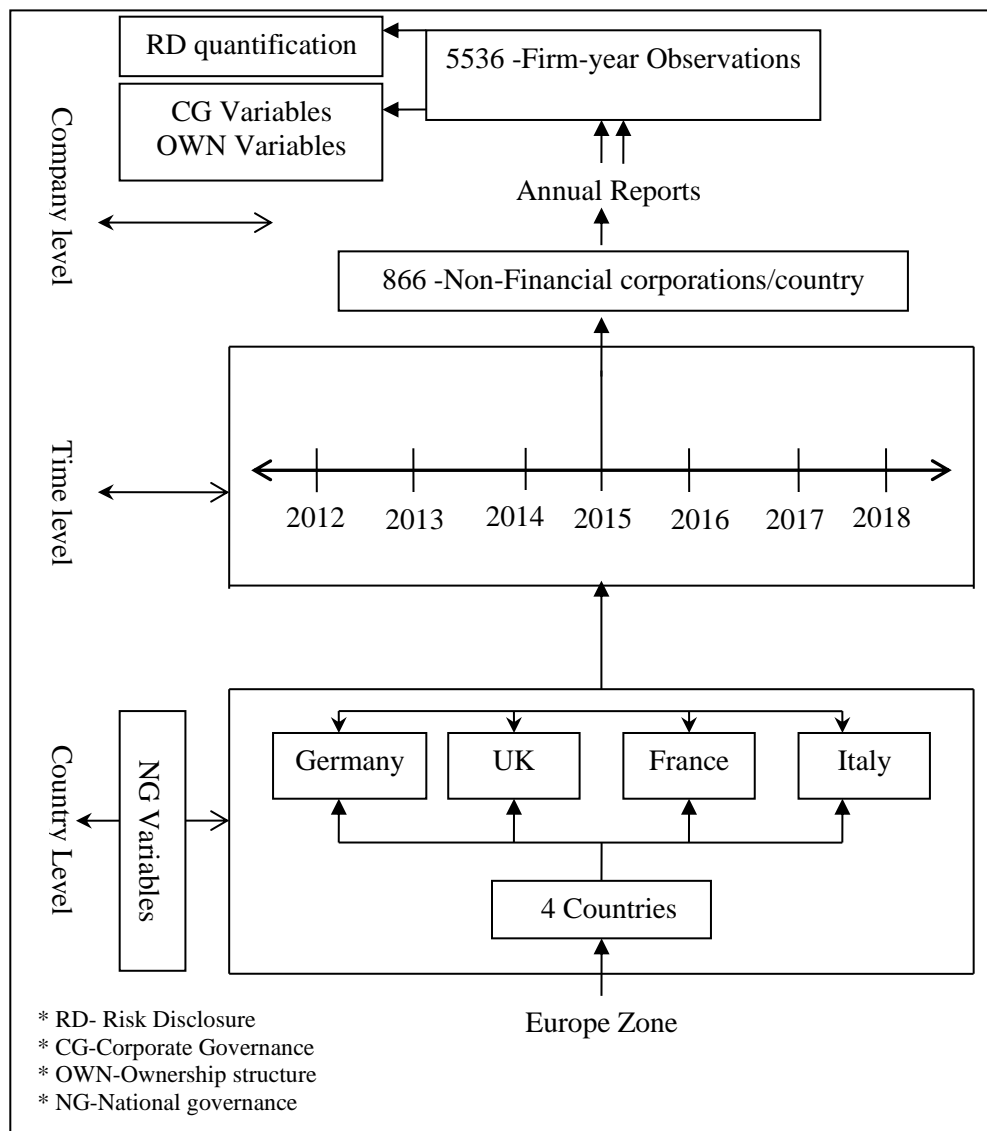 RD quantification
5536 -Firm-year Observations
CG Variables
OWN Variables
Company level
Annual Reports
866 -Non-Financial corporations/country
Time level
2012
2013
2014
2015
2016
2017
2018
Country Level
NG Variables
Germany
UK
France
Italy
4 Countries
Europe Zone
* RD- Risk Disclosure
* CG-Corporate Governance
* OWN-Ownership structure
* NG-National governance